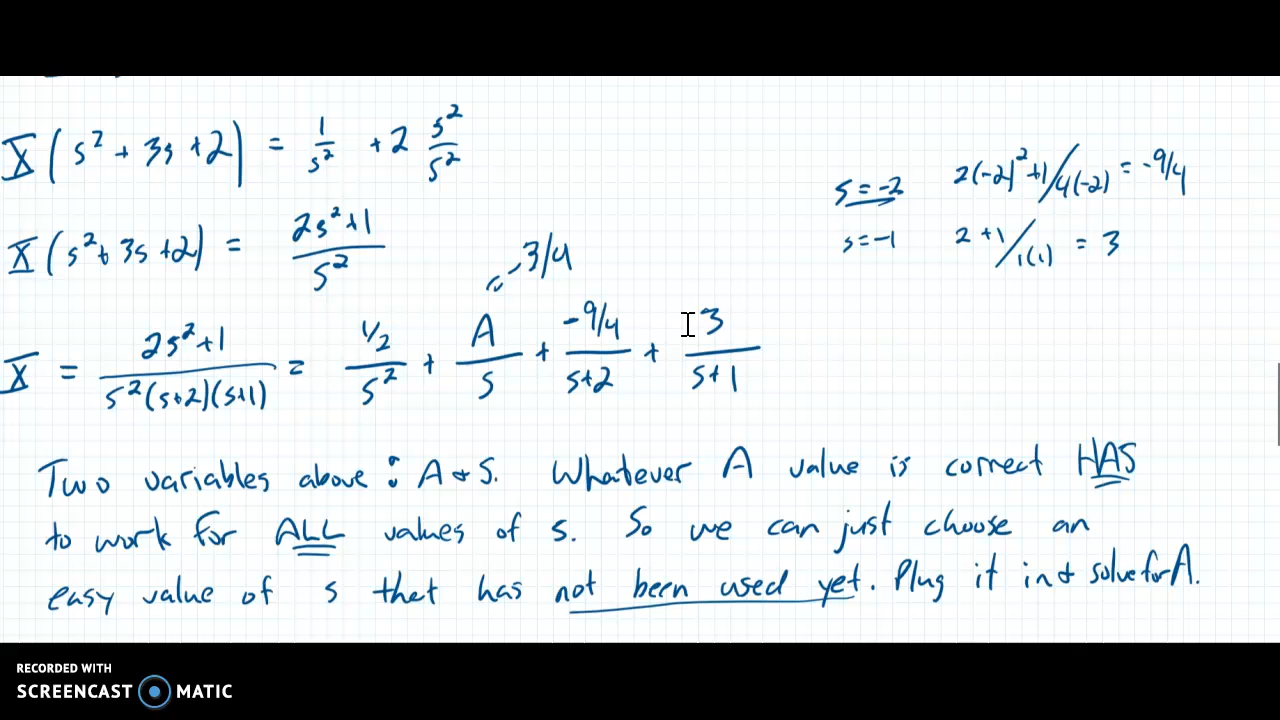 X(s² + 3s + 2) = 1/s² + 2 s²/s²
s = -2 2(-2)²+1/4(-2) = -9/4
X(s² + 3s + 2) = 2s²+1/s²
s = -1 2+1/1(1) = 3
-3/4
X = 2s²+1/s²(s+2)(s+1) = 1/2/s² + A/s + -9/4/s+2 + 3/s+1
Two variables above: A & S. Whatever A value is correct HAS
to work for ALL values of s. So we can just choose an
easy value of s that has not been used yet. Plug it in & solve for A.
RECORDED WITH
SCREENCAST MATIC